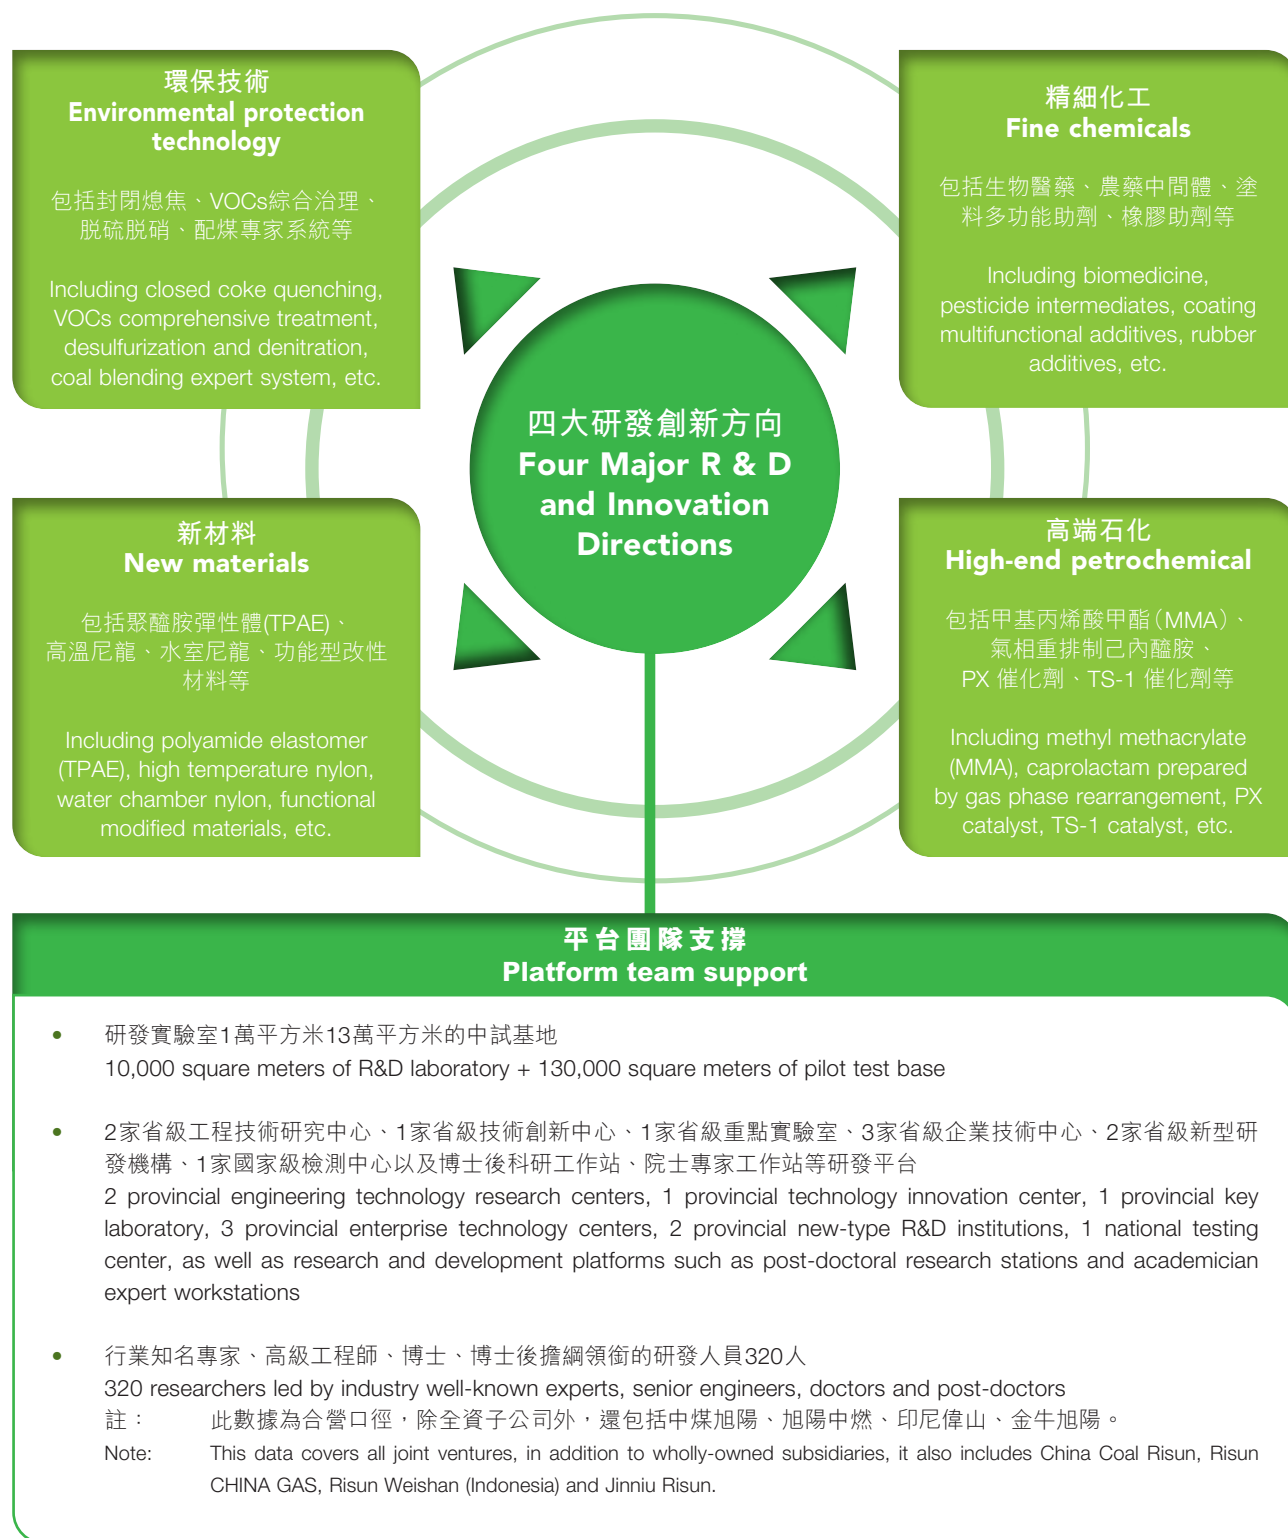 環保技術
Environmental protection
technology
包括封閉熄焦、VOCs綜合治理、
脱硫脱硝、配煤專家系統等
Including closed coke quenching,
VOCs comprehensive treatment,
desulfurization and denitration,
coal blending expert system, etc.
精細化工
Fine chemicals
包括生物醫藥、農藥中間體、塗
料多功能助劑、橡膠助劑等
Including biomedicine,
pesticide intermediates, coating
multifunctional additives, rubber
additives, etc.
四大研發創新方向
Four Major R & D
and Innovation
Directions
新材料
New materials
包括聚醯胺彈性體(TPAE)、
高溫尼龍、水室尼龍、功能型改性
材料等
Including polyamide elastomer
(TPAE), high temperature nylon,
water chamber nylon, functional
modified materials, etc.
高端石化
High-end petrochemical
包括甲基丙烯酸甲酯（MMA）、
氣相重排制己內醯胺、
PX 催化劑、TS-1 催化劑等
Including methyl methacrylate
(MMA), caprolactam prepared
by gas phase rearrangement, PX
catalyst, TS-1 catalyst, etc.
平台團隊支撐
Platform team support
• 研發實驗室1萬平方米13萬平方米的中試基地
10,000 square meters of R&D laboratory + 130,000 square meters of pilot test base
• 2家省級工程技術研究中心、1家省級技術創新中心、1家省級重點實驗室、3家省級企業技術中心、2家省級新型研
發機構、1家國家級檢測中心以及博士後科研工作站、院士專家工作站等研發平台
2 provincial engineering technology research centers, 1 provincial technology innovation center, 1 provincial key
laboratory, 3 provincial enterprise technology centers, 2 provincial new-type R&D institutions, 1 national testing
center, as well as research and development platforms such as post-doctoral research stations and academician
expert workstations
• 行業知名專家、高級工程師、博士、博士後擔綱領銜的研發人員320人
320 researchers led by industry well-known experts, senior engineers, doctors and post-doctors
註： 此數據為合營口徑，除全資子公司外，還包括中煤旭陽、旭陽中燃、印尼偉山、金牛旭陽。
Note: This data covers all joint ventures, in addition to wholly-owned subsidiaries, it also includes China Coal Risun, Risun
CHINA GAS, Risun Weishan (Indonesia) and Jinniu Risun.